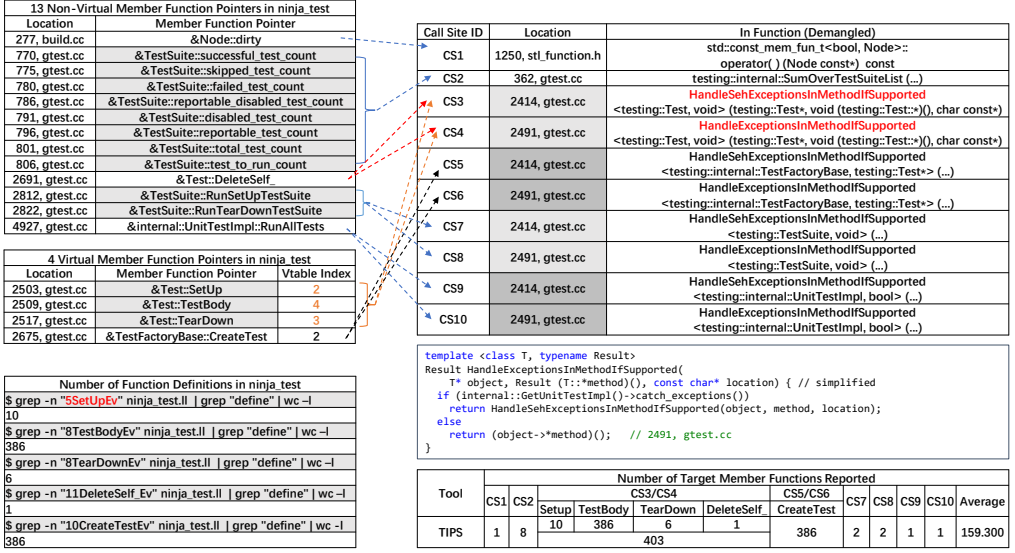 13 Non-Virtual Member Function Pointers in ninja_test
Location Member Function Pointer
277, build.cc &Node::dirty
770, gtest.cc &TestSuite::successful_test_count
775, gtest.cc &TestSuite::skipped_test_count
780, gtest.cc &TestSuite::failed_test_count
786, gtest.cc &TestSuite::reportable_disabled_test_count
791, gtest.cc &TestSuite::disabled_test_count
796, gtest.cc &TestSuite::reportable_test_count
801, gtest.cc &TestSuite::total_test_count
806, gtest.cc &TestSuite::test_to_run_count
2691, gtest.cc &Test::DeleteSelf_
2812, gtest.cc &TestSuite::RunSetUpTestSuite
2822, gtest.cc &TestSuite::RunTearDownTestSuite
4927, gtest.cc &internal::UnitTestImpl::RunAllTests
4 Virtual Member Function Pointers in ninja_test
Location Member Function Pointer Vtable Index
2503, gtest.cc &Test::SetUp 2
2509, gtest.cc &Test::TestBody 4
2517, gtest.cc &Test::TearDown 3
2675, gtest.cc &TestFactoryBase::CreateTest 2
Number of Function Definitions in ninja_test
$ grep -n "5SetUpEv" ninja_test.ll | grep "define" | wc –l
10
$ grep -n "8TestBodyEv" ninja_test.ll | grep "define" | wc –l
386
$ grep -n "8TearDownEv" ninja_test.ll | grep "define" | wc –l
6
$ grep -n "11DeleteSelf_Ev" ninja_test.ll | grep "define" | wc -l
1
$ grep -n "10CreateTestEv" ninja_test.ll | grep "define" | wc -l
386
Call Site ID Location In Function (Demangled)
CS1 1250, stl_function.h std::const_mem_fun_t<bool, Node>::
operator( ) (Node const*) const
CS2 362, gtest.cc testing::internal::SumOverTestSuiteList (...)
CS3 2414, gtest.cc HandleSehExceptionsInMethodIfSupported
<testing::Test, void> (testing::Test*, void (testing::Test::*)(), char const*)
CS4 2491, gtest.cc HandleExceptionsInMethodIfSupported
<testing::Test, void> (testing::Test*, void (testing::Test::*)(), char const*)
CS5 2414, gtest.cc HandleSehExceptionsInMethodIfSupported
<testing::internal::TestFactoryBase, testing::Test*> (...)
CS6 2491, gtest.cc HandleExceptionsInMethodIfSupported
<testing::internal::TestFactoryBase, testing::Test*> (...)
CS7 2414, gtest.cc HandleSehExceptionsInMethodIfSupported
<testing::TestSuite, void> (...)
CS8 2491, gtest.cc HandleExceptionsInMethodIfSupported
<testing::TestSuite, void> (...)
CS9 2414, gtest.cc HandleSehExceptionsInMethodIfSupported
<testing::internal::UnitTestImpl, bool> (...)
CS10 2491, gtest.cc HandleExceptionsInMethodIfSupported
<testing::internal::UnitTestImpl, bool> (...)
template <class T, typename Result>
Result HandleExceptionsInMethodIfSupported(
T* object, Result (T::*method)(), const char* location) { // simplified
if (internal::GetUnitTestImpl()->catch_exceptions())
return HandleSehExceptionsInMethodIfSupported(object, method, location);
else
return (object->*method)(); // 2491, gtest.cc
}
Tool Number of Target Member Functions Reported
CS1 CS2 CS3/CS4 CS5/CS6 CS7 CS8 CS9 CS10 Average
Setup TestBody TearDown DeleteSelf_ CreateTest
TIPS 1 8 10 386 6 1 386 2 2 1 1 159.300
403